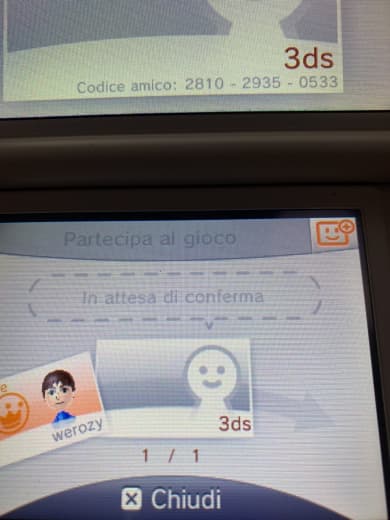 3ds
Codice amico: 2810 - 2935 - 0533
Partecipa al gioco
In attesa di conferma
e
werozy
3ds
1 / 1
X Chiudi